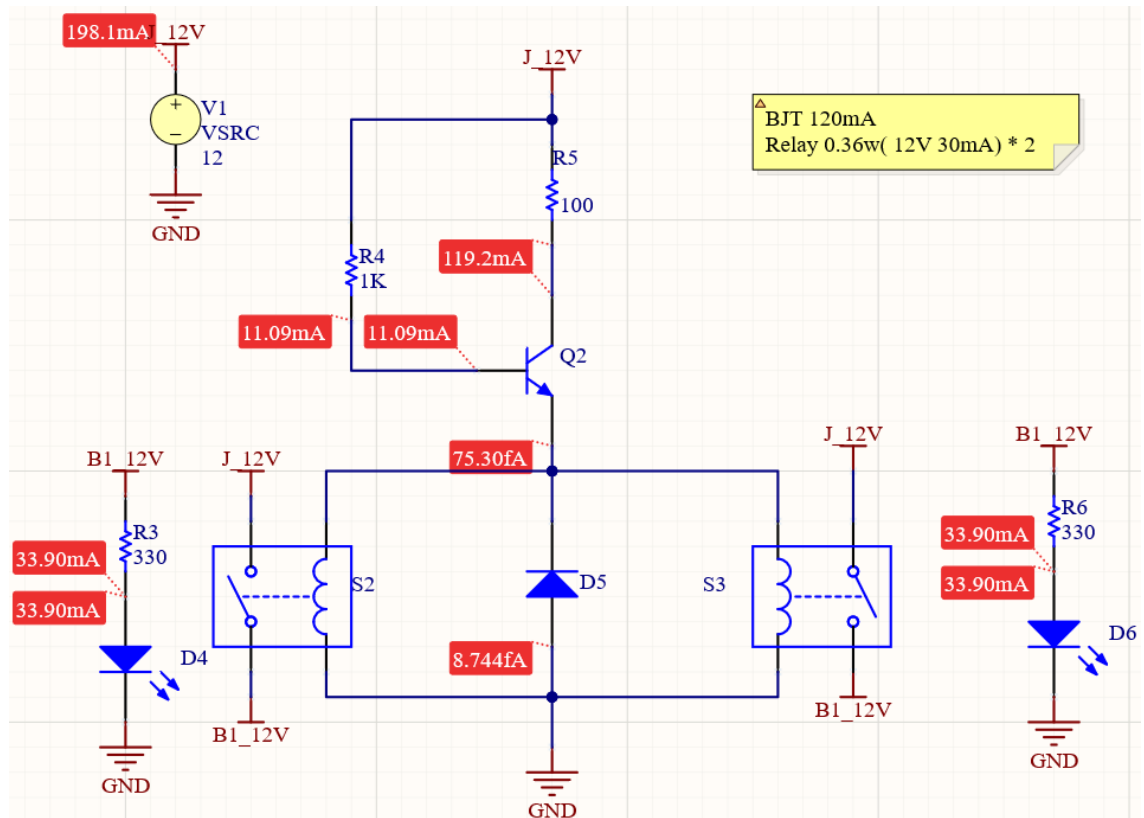 198.1mA
J_12V
V1
VSRC
12
GND
J_12V
R5
100
BJT 120mA
Relay 0.36w( 12V 30mA) * 2
R4
1K
119.2mA
11.09mA
11.09mA
Q2
75.30fA
B1_12V
J_12V
J_12V
B1_12V
R3
330
33.90mA
33.90mA
D4
S2
D5
S3
8.744fA
R6
330
33.90mA
33.90mA
D6
B1_12V
B1_12V
GND
GND
GND